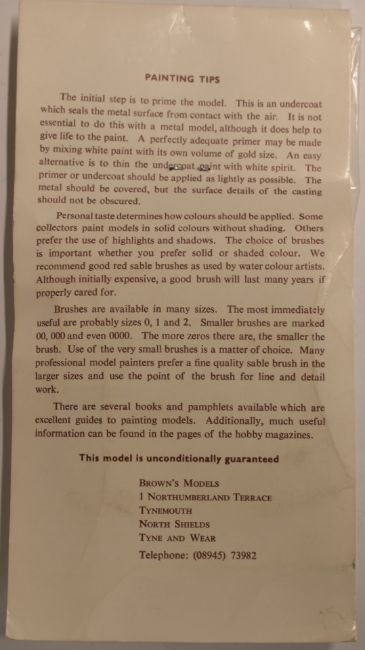 PAINTING TIPS
The initial step is to prime the model. This is an undercoat
which seals the metal surface from contact with the air. It is not
essential to do this with a metal model, although it does help to
give life to the paint. A perfectly adequate primer may be made
by mixing white paint with its own volume of gold size. An easy
alternative is to thin the undercoat paint with white spirit. The
primer or undercoat should be applied as lightly as possible. The
metal should be covered, but the surface details of the casting
should not be obscured.
Personal taste determines how colours should be applied. Some
collectors paint models in solid colours without shading. Others
prefer the use of highlights and shadows. The choice of brushes
is important whether you prefer solid or shaded colour. We
recommend good red sable brushes as used by water colour artists.
Although initially expensive, a good brush will last many years if
properly cared for.
Brushes are available in many sizes. The most immediately
useful are probably sizes 0, 1 and 2. Smaller brushes are marked
00, 000 and even 0000. The more zeros there are, the smaller the
brush. Use of the very small brushes is a matter of choice. Many
professional model painters prefer a fine quality sable brush in the
larger sizes and use the point of the brush for line and detail
work.
There are several books and pamphlets available which are
excellent guides to painting models. Additionally, much useful
information can be found in the pages of the hobby magazines.
This model is unconditionally guaranteed
BROWN'S MODELS
1 NORTHUMBERLAND TERRACE
TYNEMOUTH
NORTH SHIELDS
TYNE AND WEAR
Telephone: (08945) 73982